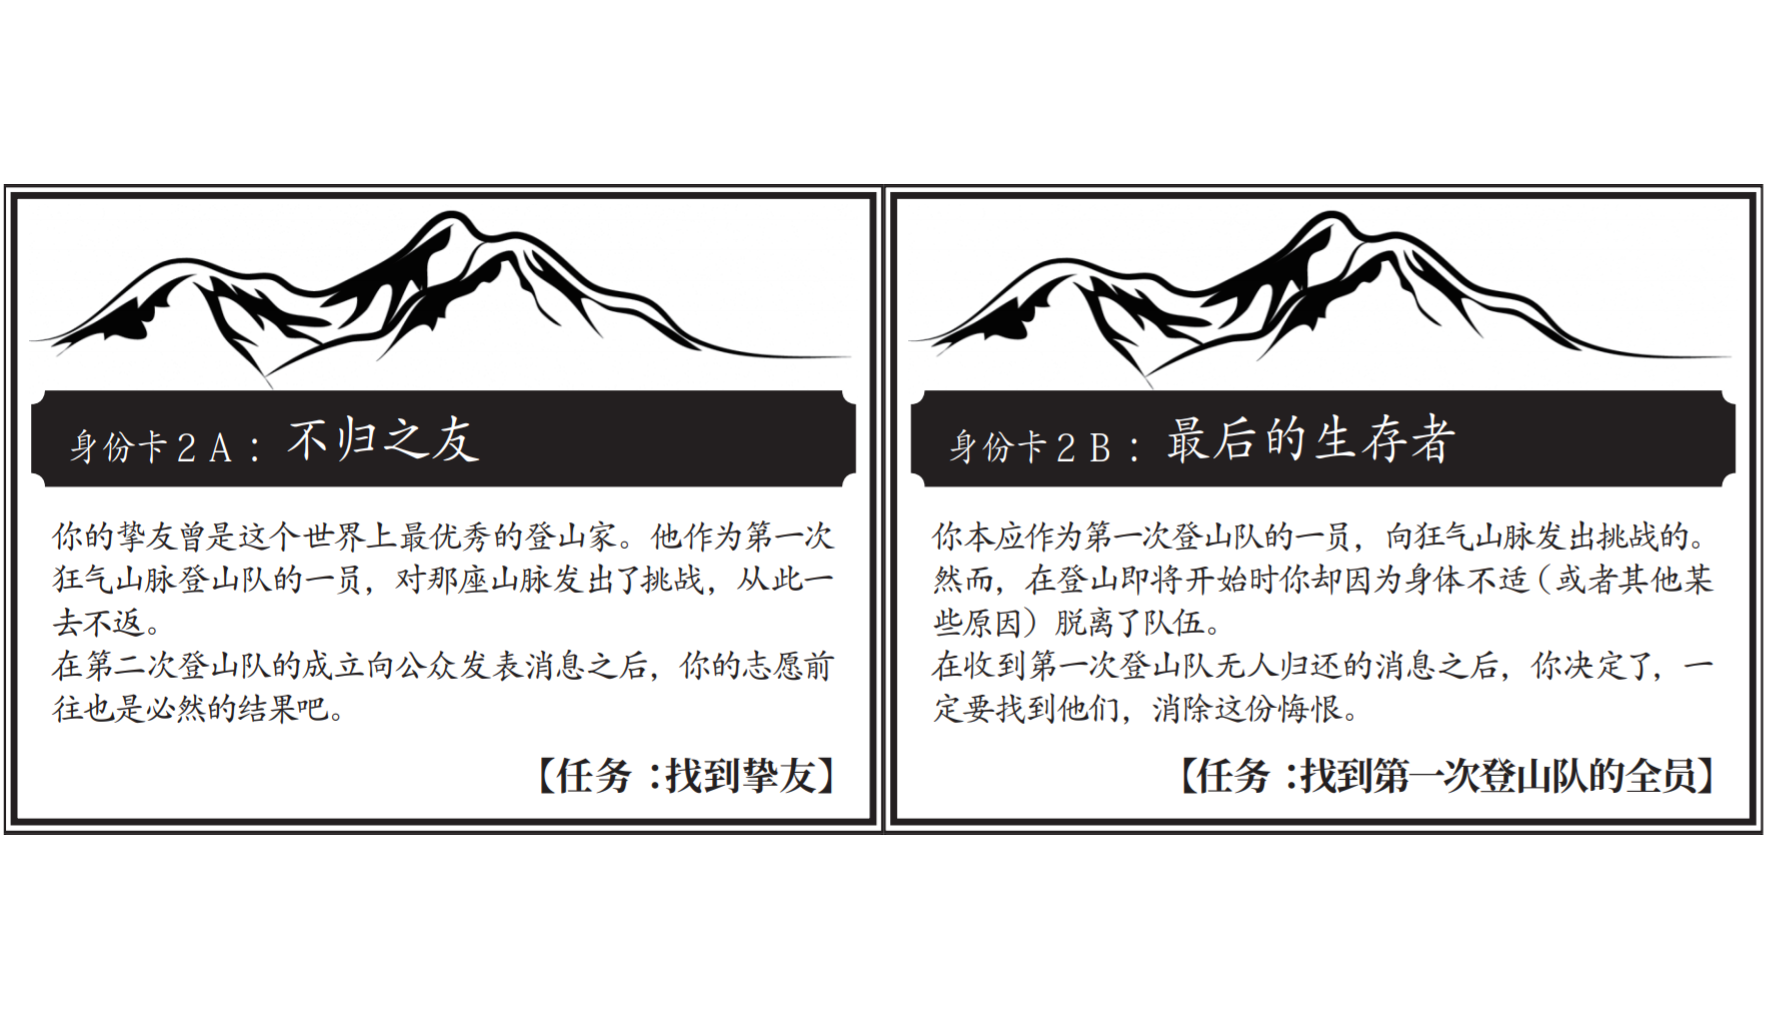 身份卡2A：不归之友
你的挚友曾是这个世界上最优秀的登山家。他作为第一次
狂气山脉登山队的一员，对那座山脉发出了挑战，从此一
去不返。
在第二次登山队的成立向公众发表消息之后，你的志愿前
往也是必然的结果吧。
【任务：找到挚友】
身份卡2B：最后的生存者
你本应作为第一次登山队的一员，向狂气山脉发出挑战的。
然而，在登山即将开始时你却因为身体不适（或者其他某
些原因）脱离了队伍。
在收到第一次登山队无人归还的消息之后，你决定了，一
定要找到他们，消除这份悔恨。
【任务：找到第一次登山队的全员】